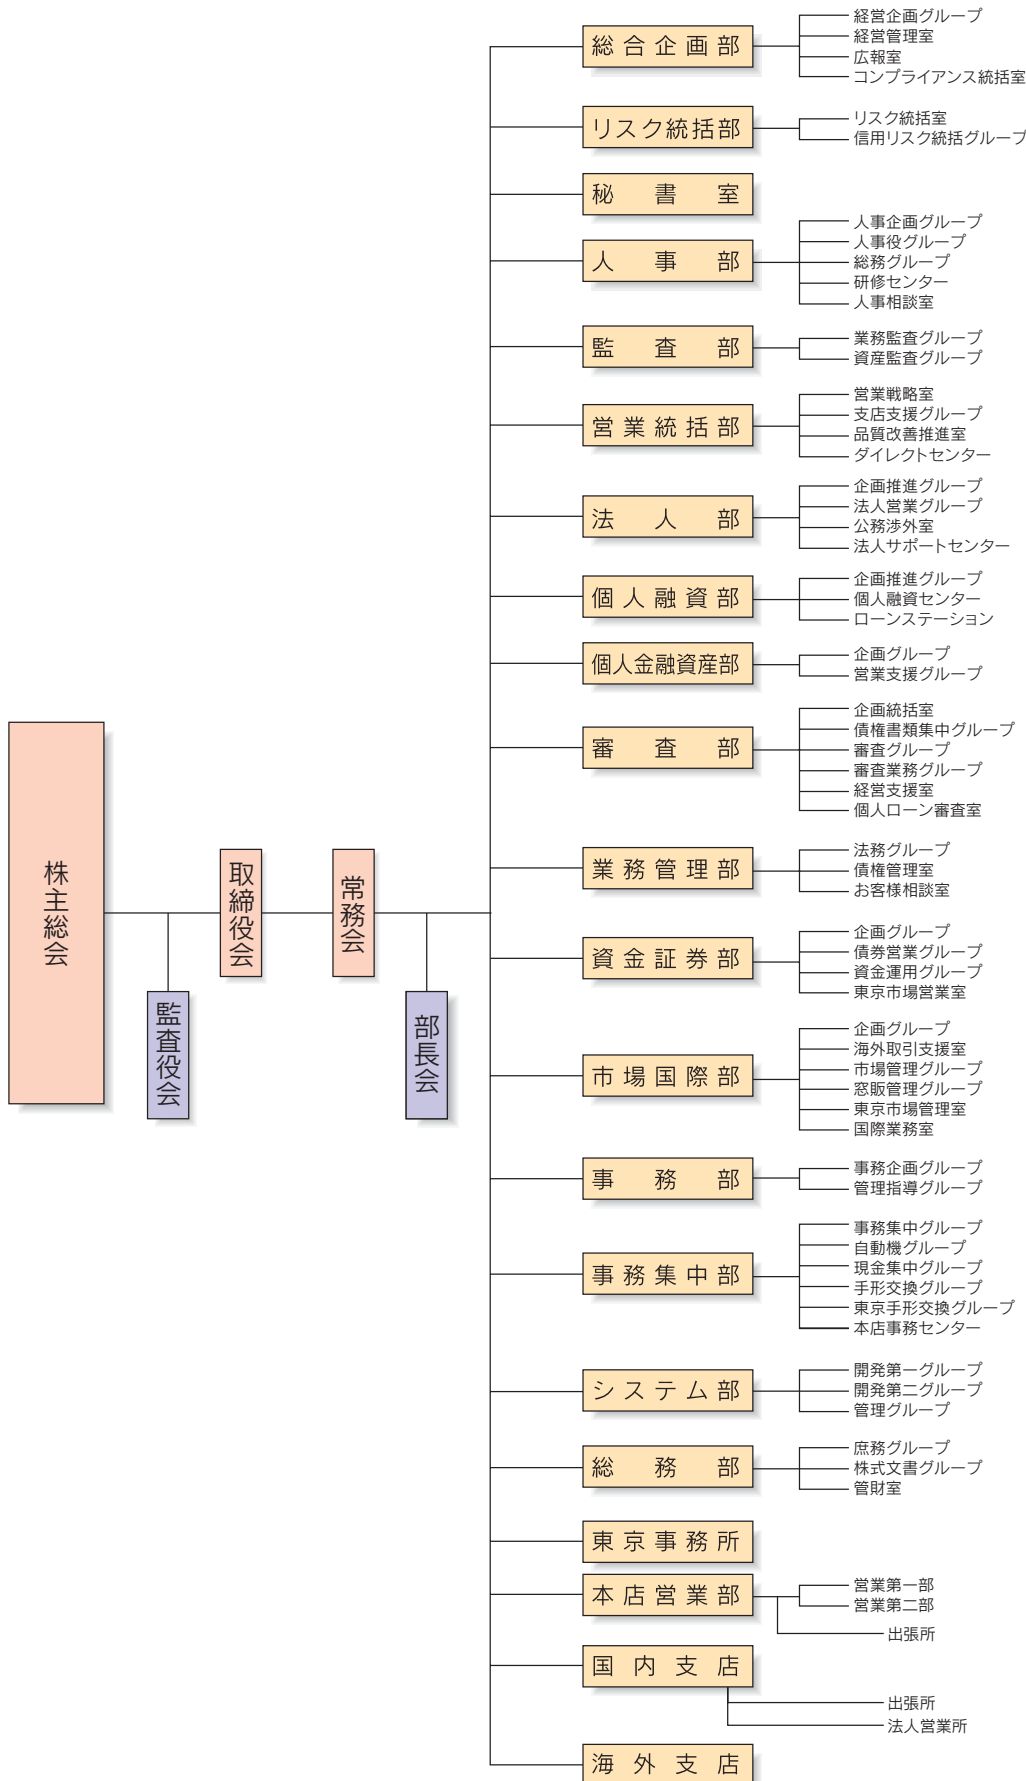 株主総会
監査役会
取締役会
常務会
部長会
総合企画部
経営企画グループ
経営管理室
広報室
コンプライアンス統括室
リスク統括部
リスク統括室
信用リスク統括グループ
秘書室
人事部
人事企画グループ
人事役グループ
総務グループ
研修センター
人事相談室
監査部
業務監査グループ
資産監査グループ
営業統括部
営業戦略室
支店支援グループ
品質改善推進室
ダイレクトセンター
法人部
企画推進グループ
法人営業グループ
公務渉外室
法人サポートセンター
個人融資部
企画推進グループ
個人融資センター
ローンステーション
個人金融資産部
企画グループ
営業支援グループ
審査部
企画統括室
債権書類集中グループ
審査グループ
審査業務グループ
経営支援室
個人ローン審査室
業務管理部
法務グループ
債権管理室
お客様相談室
資金証券部
企画グループ
債券営業グループ
資金運用グループ
東京市場営業室
市場国際部
企画グループ
海外取引支援室
市場管理グループ
窓販管理グループ
東京市場管理室
国際業務室
事務部
事務企画グループ
管理指導グループ
事務集中部
事務集中グループ
自動機グループ
現金集中グループ
手形交換グループ
東京手形交換グループ
本店事務センター
システム部
開発第一グループ
開発第二グループ
管理グループ
総務部
庶務グループ
株式文書グループ
管財室
東京事務所
本店営業部
営業第一部
営業第二部
出張所
国内支店
出張所
法人営業所
海外支店